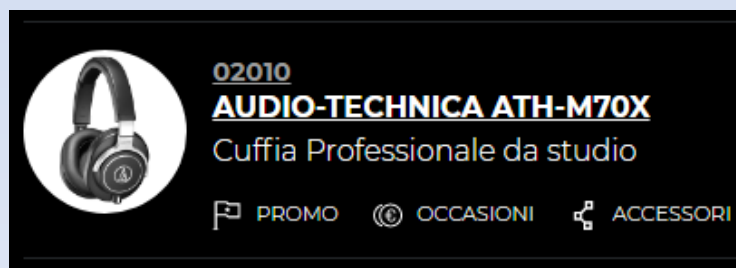 02010
AUDIO-TECHNICA ATH-M70X
Cuffia Professionale da studio
PROMO OCCASIONI ACCESSORI